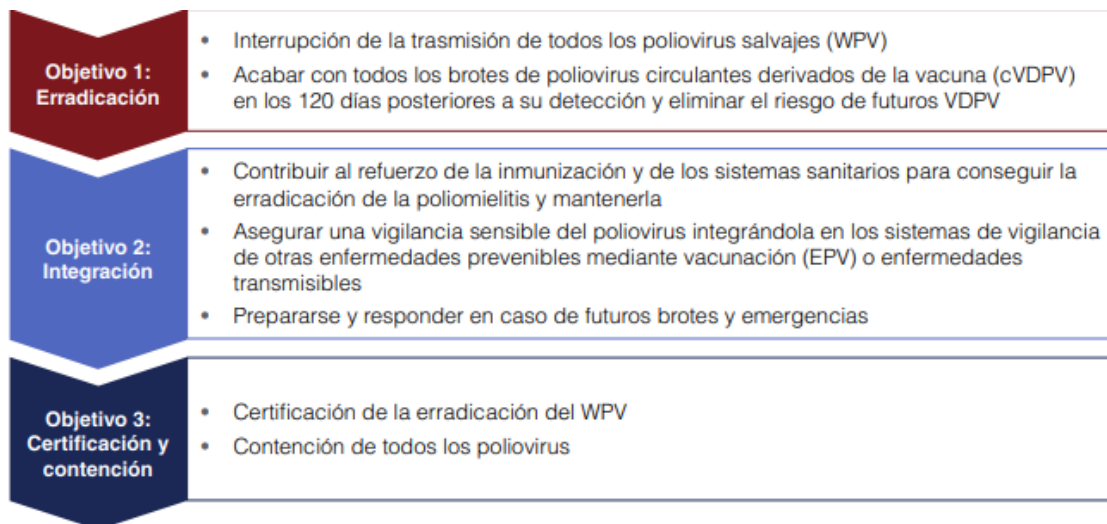 Objetivo 1:
Erradicación
• Interrupción de la trasmisión de todos los poliovirus salvajes (WPV)
• Acabar con todos los brotes de poliovirus circulantes derivados de la vacuna (cVDPV)
en los 120 días posteriores a su detección y eliminar el riesgo de futuros VDPV
Objetivo 2:
Integración
• Contribuir al refuerzo de la inmunización y de los sistemas sanitarios para conseguir la
erradicación de la poliomielitis y mantenerla
• Asegurar una vigilancia sensible del poliovirus integrándola en los sistemas de vigilancia
de otras enfermedades prevenibles mediante vacunación (EPV) o enfermedades
transmisibles
• Prepararse y responder en caso de futuros brotes y emergencias
Objetivo 3:
Certificación y
contención
• Certificación de la erradicación del WPV
• Contención de todos los poliovirus